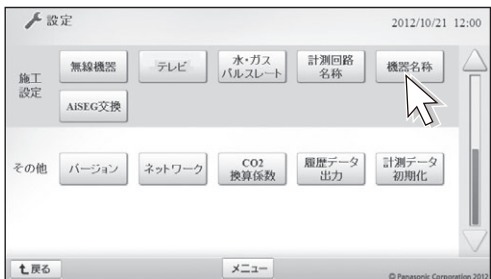 設定
2012/10/21 12:00
施工
設定
無線機器
テレビ
水・ガス
パルスレート
計測回路
名称
機器名称
AiSEG交換
その他
バージョン
ネットワーク
CO2
換算係数
履歴データ
出力
計測データ
初期化
戻る
メニュー
© Panasonic Corporation 2012